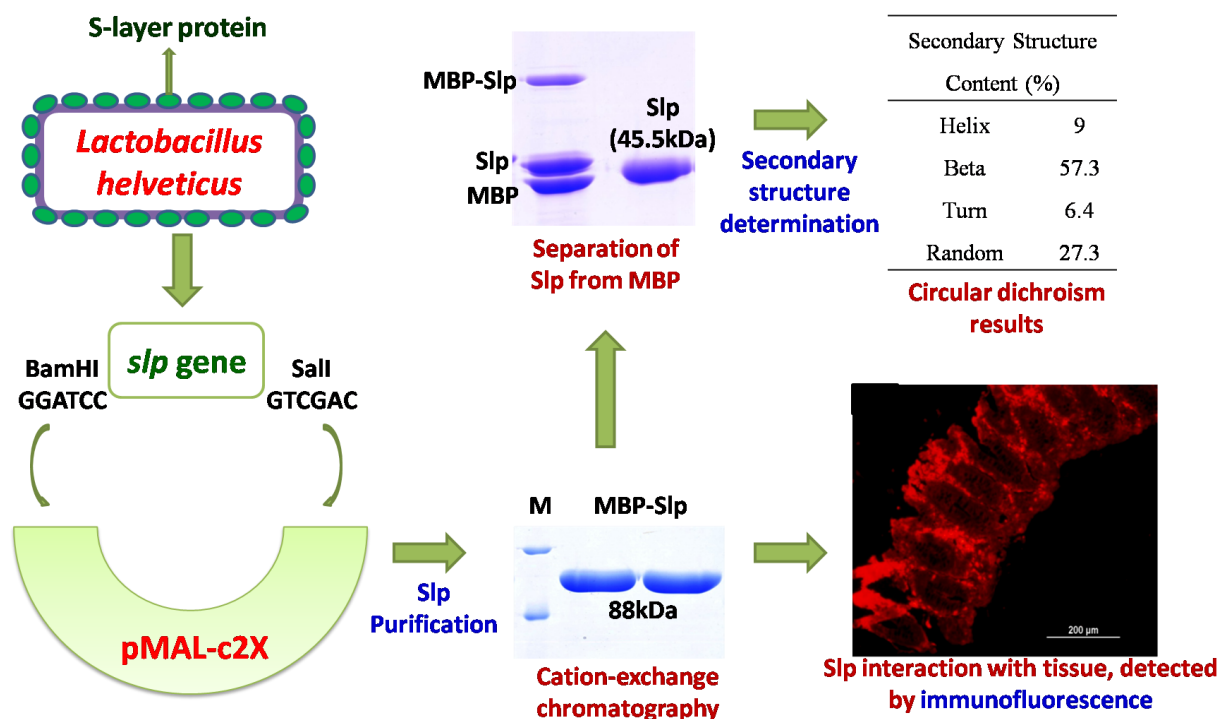 S-layer protein
Lactobacillus
helveticus
slp gene
BamHI
GGATCC
SalI
GTCGAC
pMAL-c2X
Slp
Purification
M
MBP-Slp
88kDa
Cation-exchange
chromatography
MBP-Slp
Slp
MBP
Slp
(45.5kDa)
Separation of
Slp from MBP
Secondary
structure
determination
Secondary Structure
Content (%)
Helix 9
Beta 57.3
Turn 6.4
Random 27.3
Circular dichroism
results
200 µm
Slp interaction with tissue, detected
by immunofluorescence